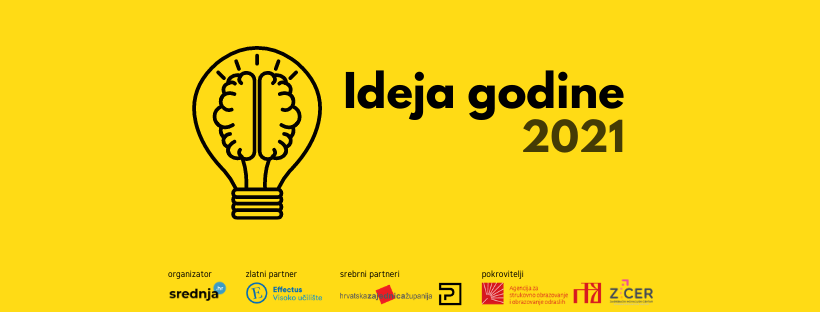 Ideja godine
2021
organizator
zlatni partner
srebrni partneri
pokrovitelji
srednja
Effectus
Visoko učilište
hrvatskazajednicažupanija
Agencija za
strukovno obrazovanje
i obrazovanje odraslih
ZICER